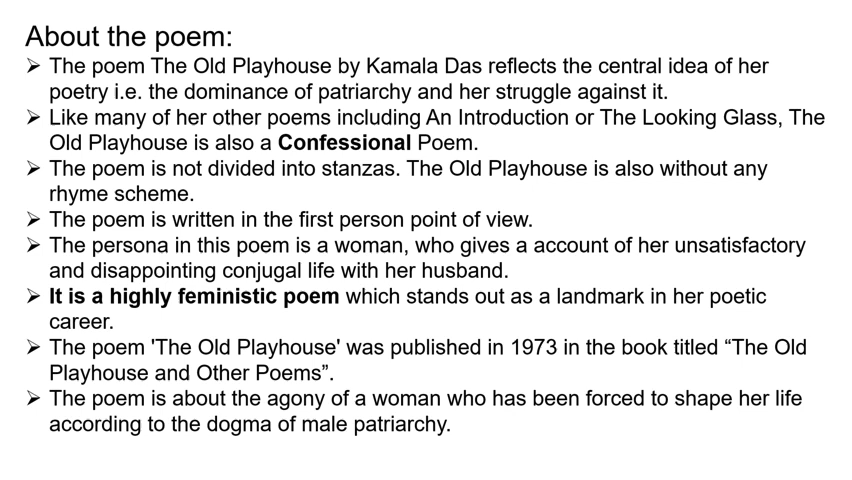 About the poem:
➢ The poem The Old Playhouse by Kamala Das reflects the central idea of her
poetry i.e. the dominance of patriarchy and her struggle against it.
➢ Like many of her other poems including An Introduction or The Looking Glass, The
Old Playhouse is also a Confessional Poem.
➢ The poem is not divided into stanzas. The Old Playhouse is also without any
rhyme scheme.
➢ The poem is written in the first person point of view.
➢ The persona in this poem is a woman, who gives a account of her unsatisfactory
and disappointing conjugal life with her husband.
➢ It is a highly feministic poem which stands out as a landmark in her poetic
career.
➢ The poem 'The Old Playhouse' was published in 1973 in the book titled “The Old
Playhouse and Other Poems”.
➢ The poem is about the agony of a woman who has been forced to shape her life
according to the dogma of male patriarchy.